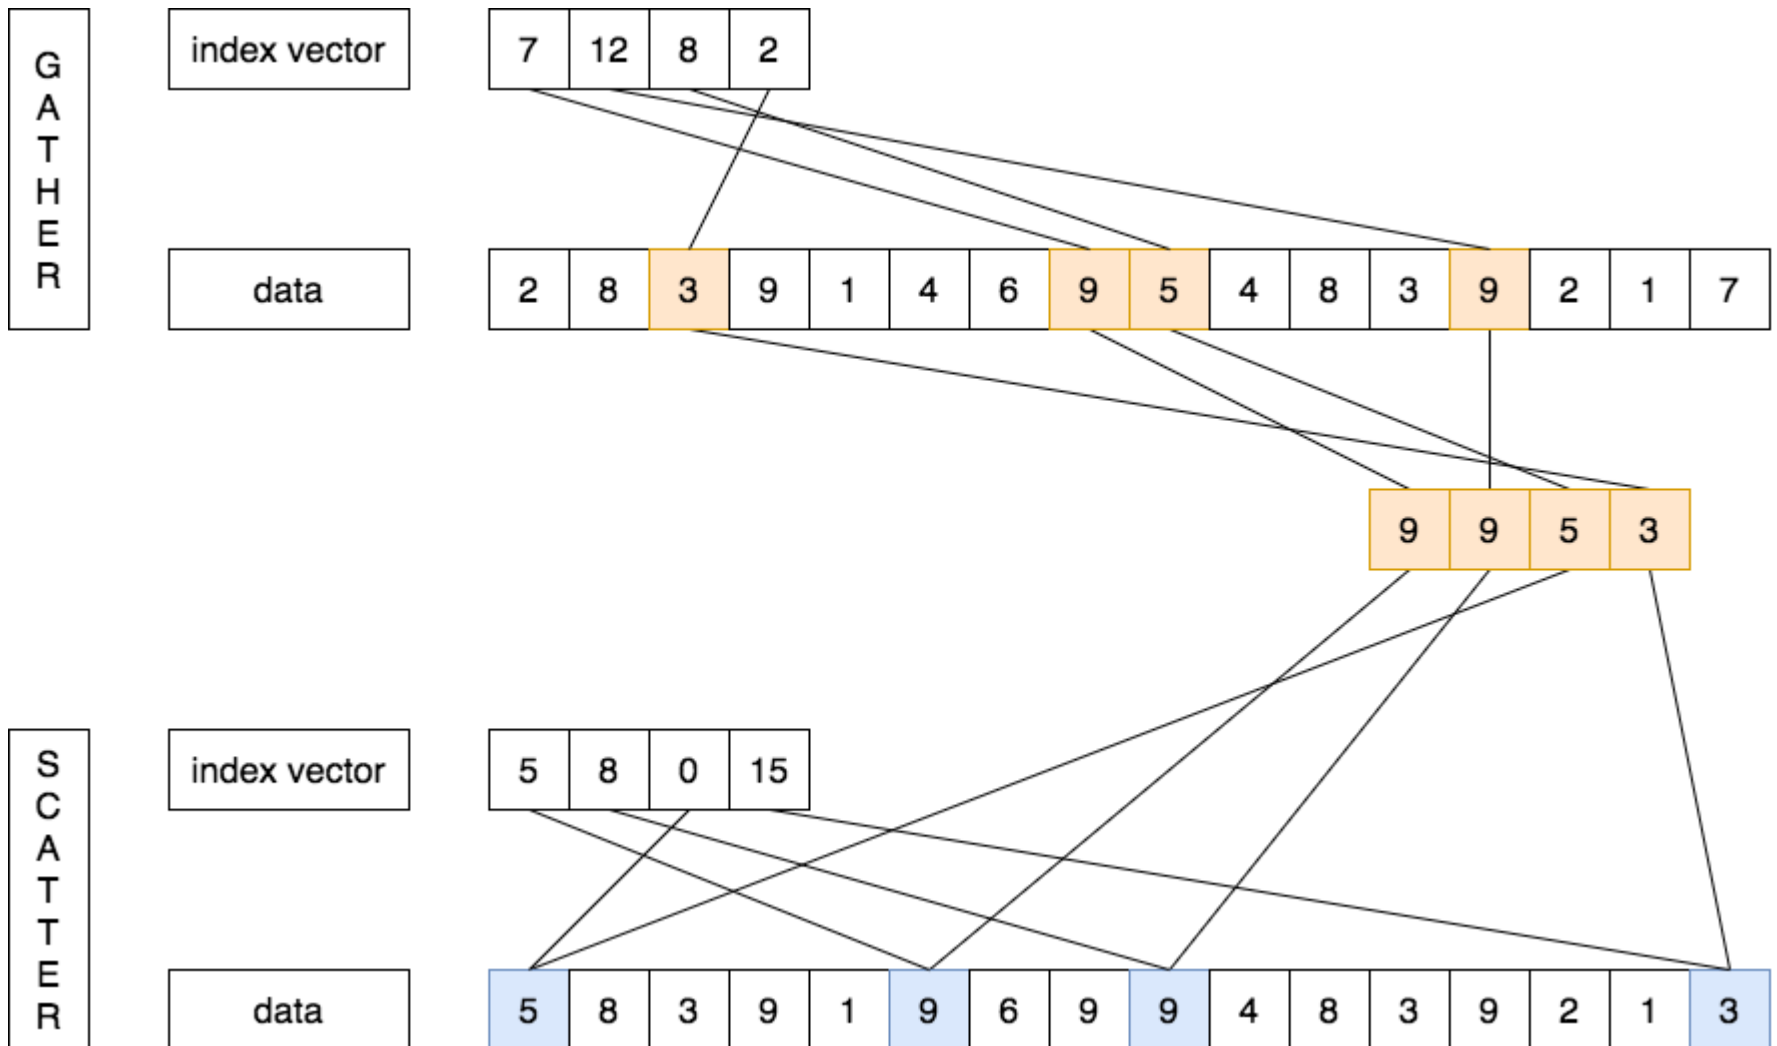 GATHER
index vector
7 12 8 2
data
2 8 3 9 1 4 6 9 5 4 8 3 9 2 1 7
9 9 5 3
SCATTER
index vector
5 8 0 15
data
5 8 3 9 1 9 6 9 9 4 8 3 9 2 1 3